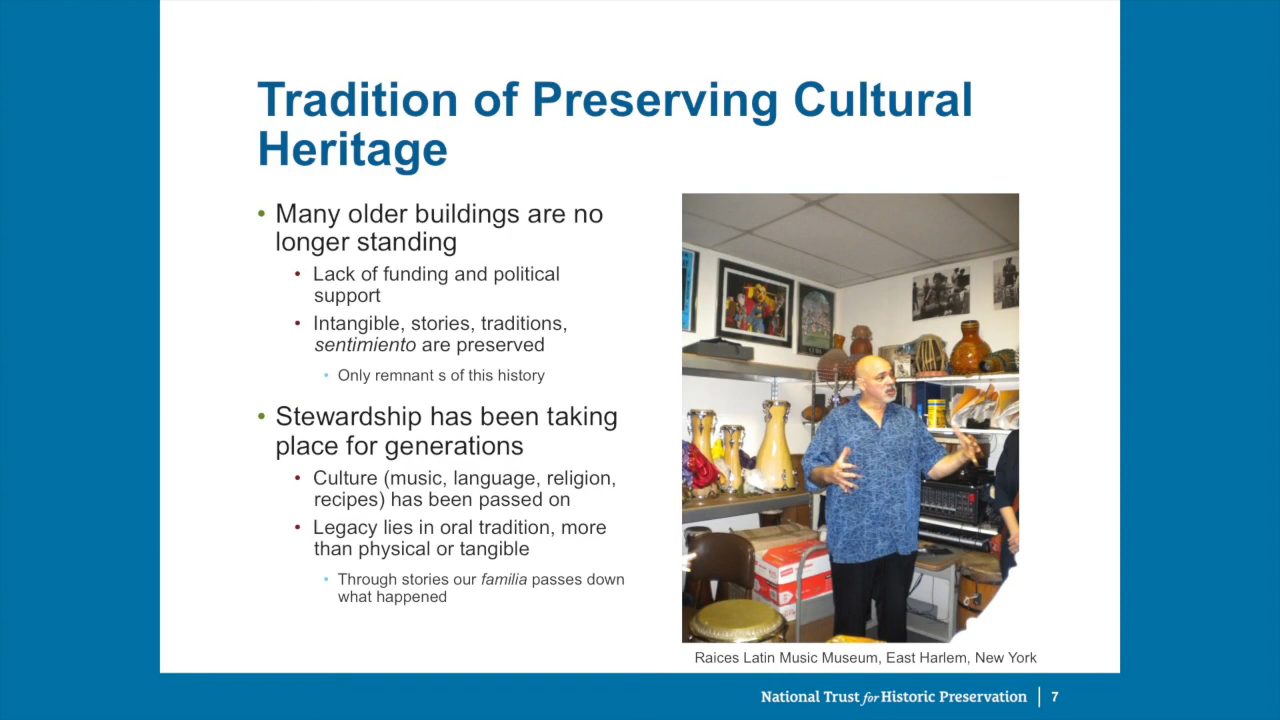 Tradition of Preserving Cultural
Heritage
• Many older buildings are no
longer standing
• Lack of funding and political
support
• Intangible, stories, traditions,
sentimiento are preserved
• Only remnant s of this history
• Stewardship has been taking
place for generations
• Culture (music, language, religion,
recipes) has been passed on
• Legacy lies in oral tradition, more
than physical or tangible
• Through stories our familia passes down
what happened
Raices Latin Music Museum, East Harlem, New York
National Trust for Historic Preservation | 7